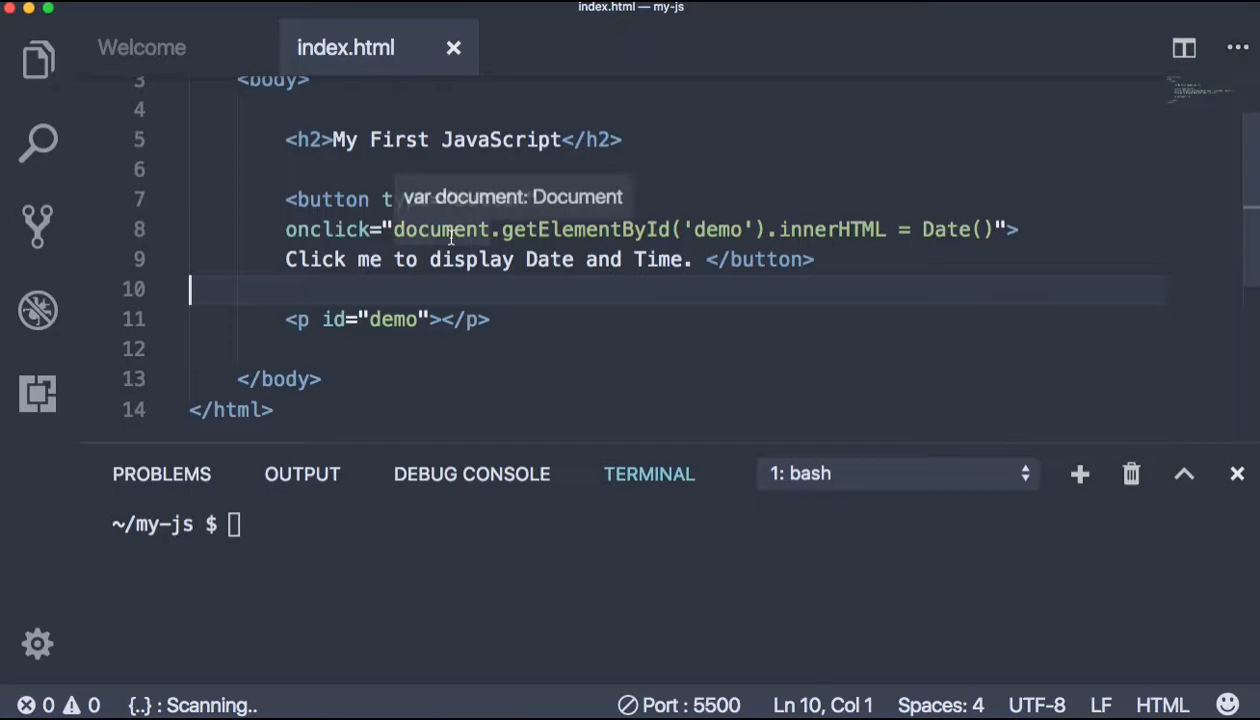 index.html — my-js
Welcome
index.html
3 <body>
4
5 <h2>My First JavaScript</h2>
6
var document: Document
7 <button
8 onclick="document.getElementById('demo').innerHTML = Date()">
9 Click me to display Date and Time. </button>
10
11 <p id="demo"></p>
12
13 </body>
14 </html>
PROBLEMS OUTPUT DEBUG CONSOLE TERMINAL 1: bash
~/my-js $
0 0 {..} : Scanning.. Port : 5500 Ln 10, Col 1 Spaces: 4 UTF-8 LF HTML